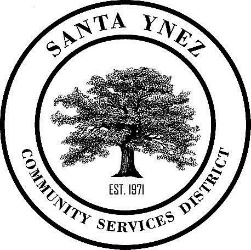 SANTA YNEZ
EST. 1971
COMMUNITY SERVICES DISTRICT